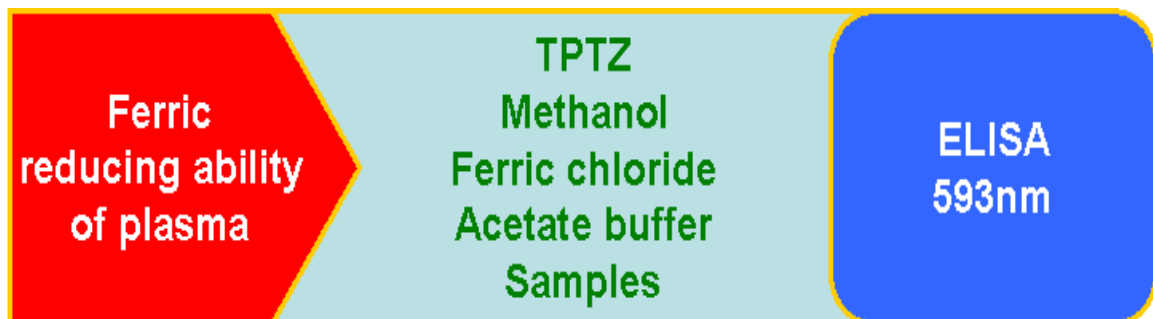 Ferric
reducing ability
of plasma
TPTZ
Methanol
Ferric chloride
Acetate buffer
Samples
ELISA
593nm